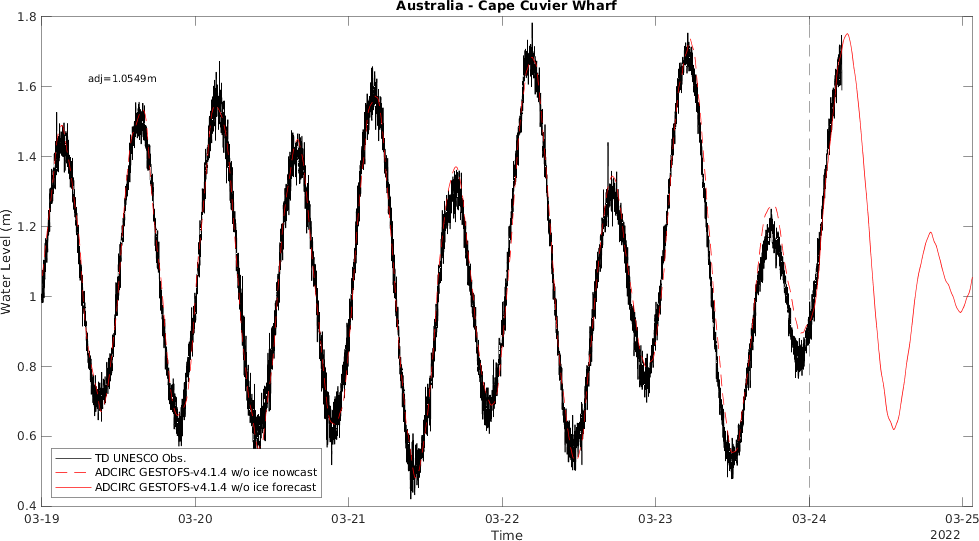 Australia - Cape Cuvier Wharf
1.8
adj=1.0549m
1.6
1.4
1.2
1
0.8
0.6
0.4
Water Level (m)
TD UNESCO Obs.
ADCIRC GESTOFS-v4.1.4 w/o ice nowcast
ADCIRC GESTOFS-v4.1.4 w/o ice forecast
03-19 03-20 03-21 03-22 03-23 03-24 03-25
Time
2022